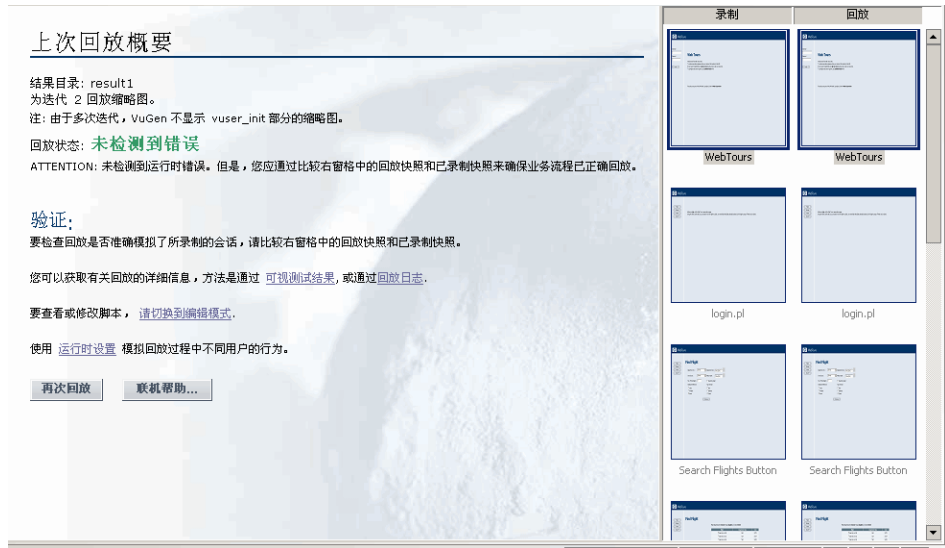 上次回放概要
结果目录: result1
为迭代 2 回放缩略图。
注: 由于多次迭代，VuGen 不显示 vuser_init 部分的缩略图。
回放状态: 未检测到错误
ATTENTION: 未检测到运行时错误。但是，您应通过比较右窗格中的回放快照和已录制快照来确保业务流程已正确回放。
验证:
要检查回放是否准确模拟了所录制的会话，请比较右窗格中的回放快照和已录制快照。
您可以获取有关回放的详细信息，方法是通过 可视测试结果, 或通过回放日志.
要查看或修改脚本， 请切换到编辑模式.
使用 运行时设置 模拟回放过程中不同用户的行为。
再次回放 联机帮助...
录制 回放
WebTours WebTours
login.pl login.pl
Search Flights Button Search Flights Button